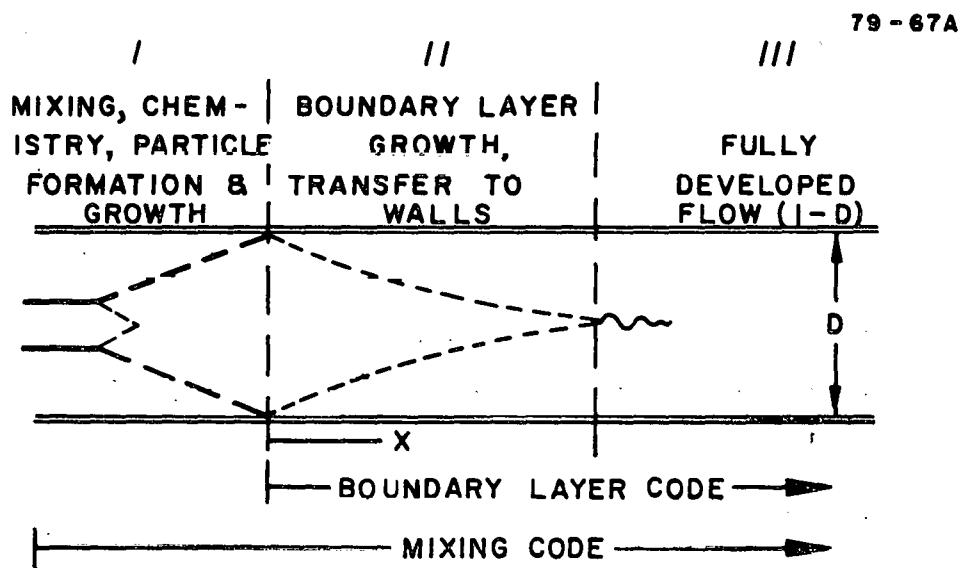 79-67A
I
II
III
MIXING, CHEM-
ISTRY, PARTICLE
FORMATION &
GROWTH
BOUNDARY LAYER
GROWTH,
TRANSFER TO
WALLS
FULLY
DEVELOPED
FLOW (1-D)
D
X
BOUNDARY LAYER CODE
MIXING CODE